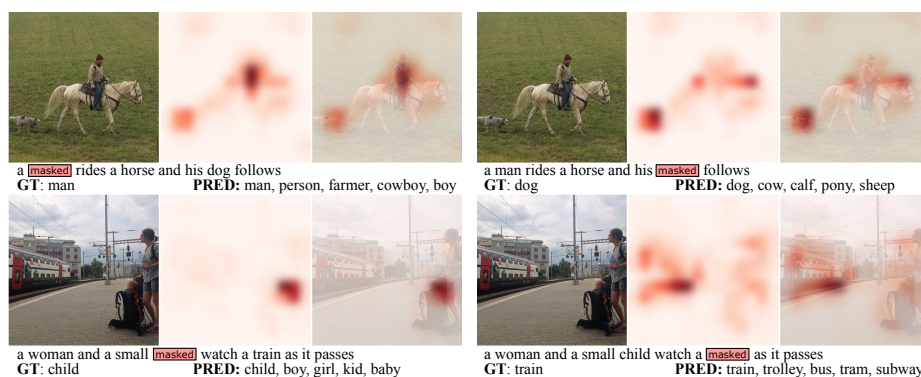 a masked rides a horse and his dog follows
GT: man PRED: man, person, farmer, cowboy, boy
a man rides a horse and his masked follows
GT: dog PRED: dog, cow, calf, pony, sheep
a woman and a small masked watch a train as it passes
GT: child PRED: child, boy, girl, kid, baby
a woman and a small child watch a masked as it passes
GT: train PRED: train, trolley, bus, tram, subway